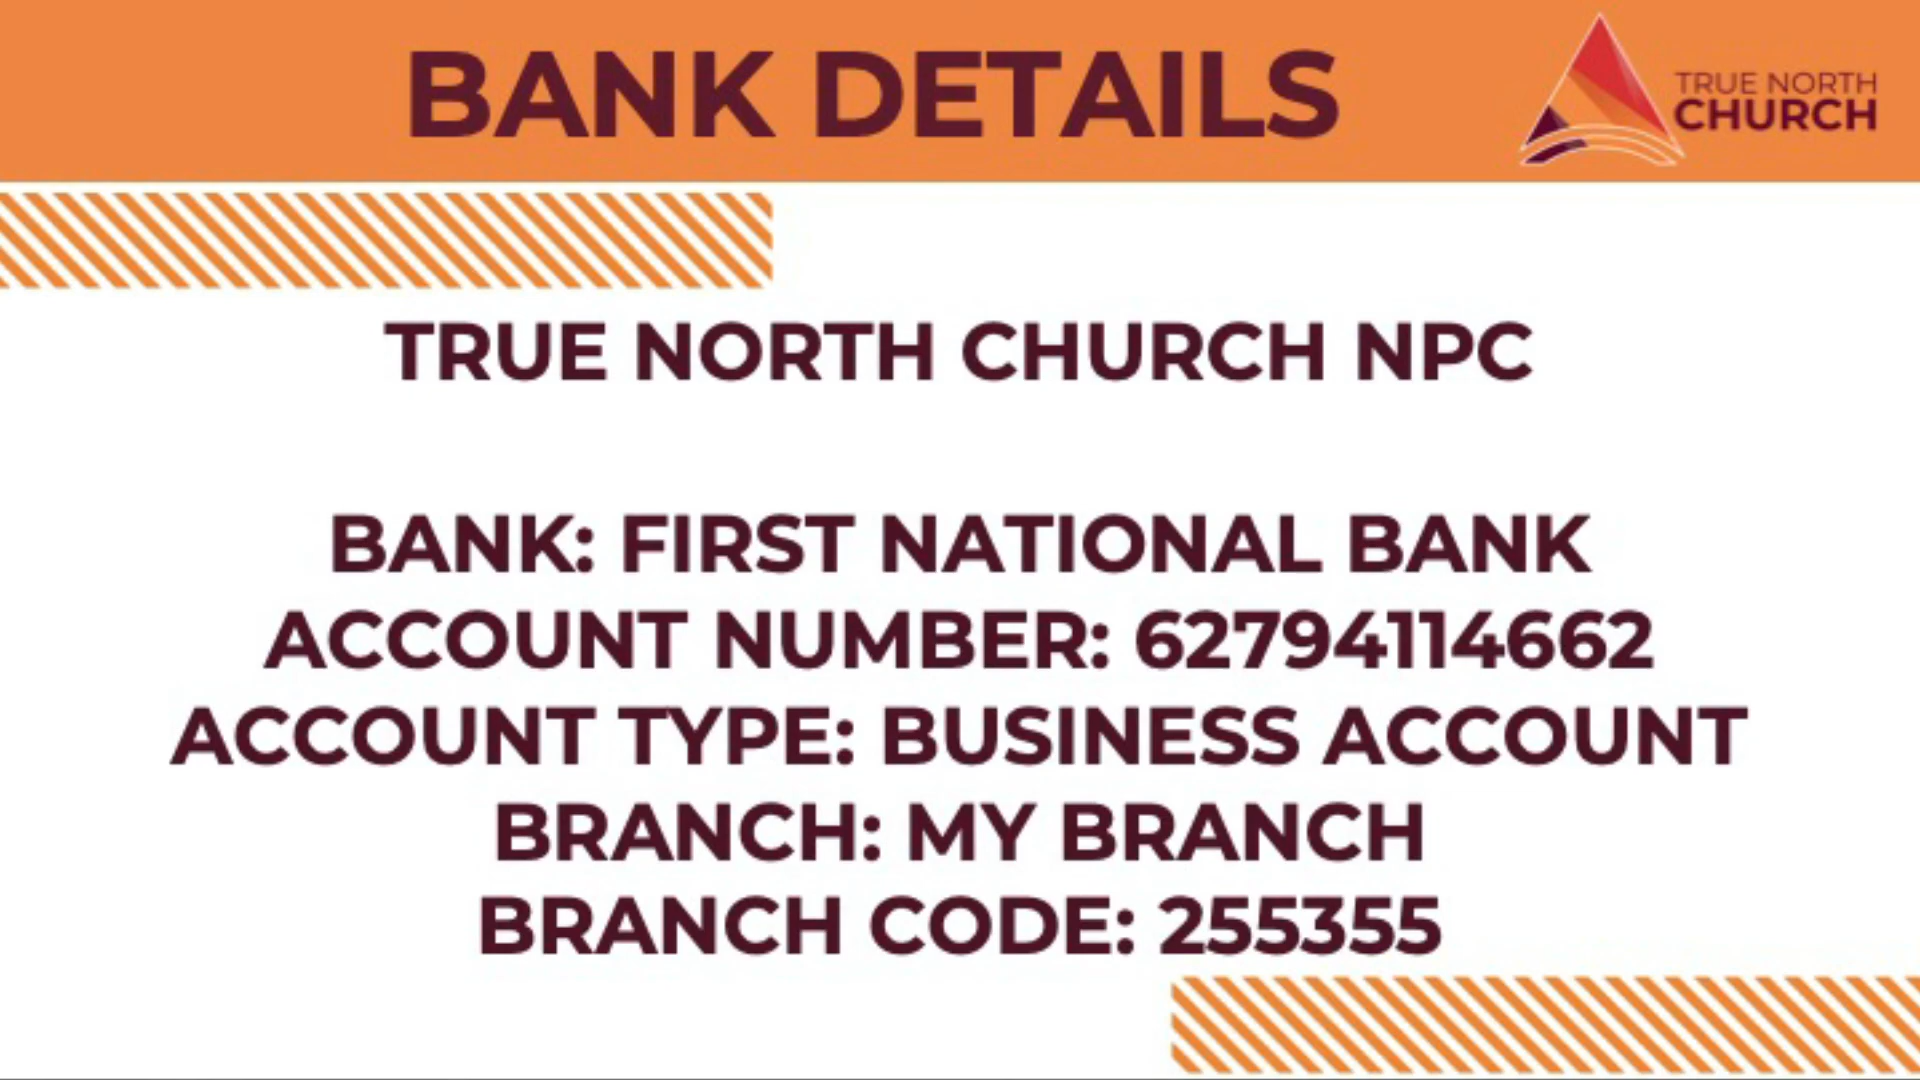 BANK DETAILS
TRUE NORTH
CHURCH
TRUE NORTH CHURCH NPC
BANK: FIRST NATIONAL BANK
ACCOUNT NUMBER: 62794114662
ACCOUNT TYPE: BUSINESS ACCOUNT
BRANCH: MY BRANCH
BRANCH CODE: 255355